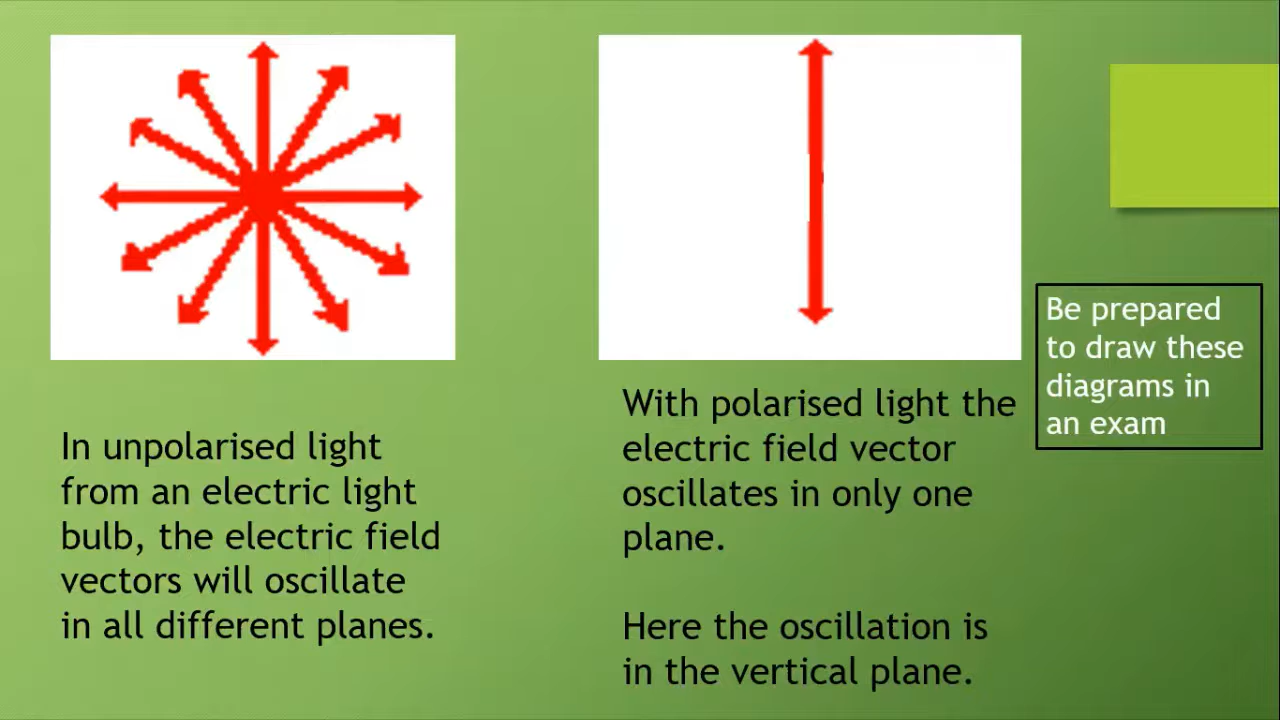 In unpolarised light
from an electric light
bulb, the electric field
vectors will oscillate
in all different planes.
With polarised light the
electric field vector
oscillates in only one
plane.
Here the oscillation is
in the vertical plane.
Be prepared
to draw these
diagrams in
an exam